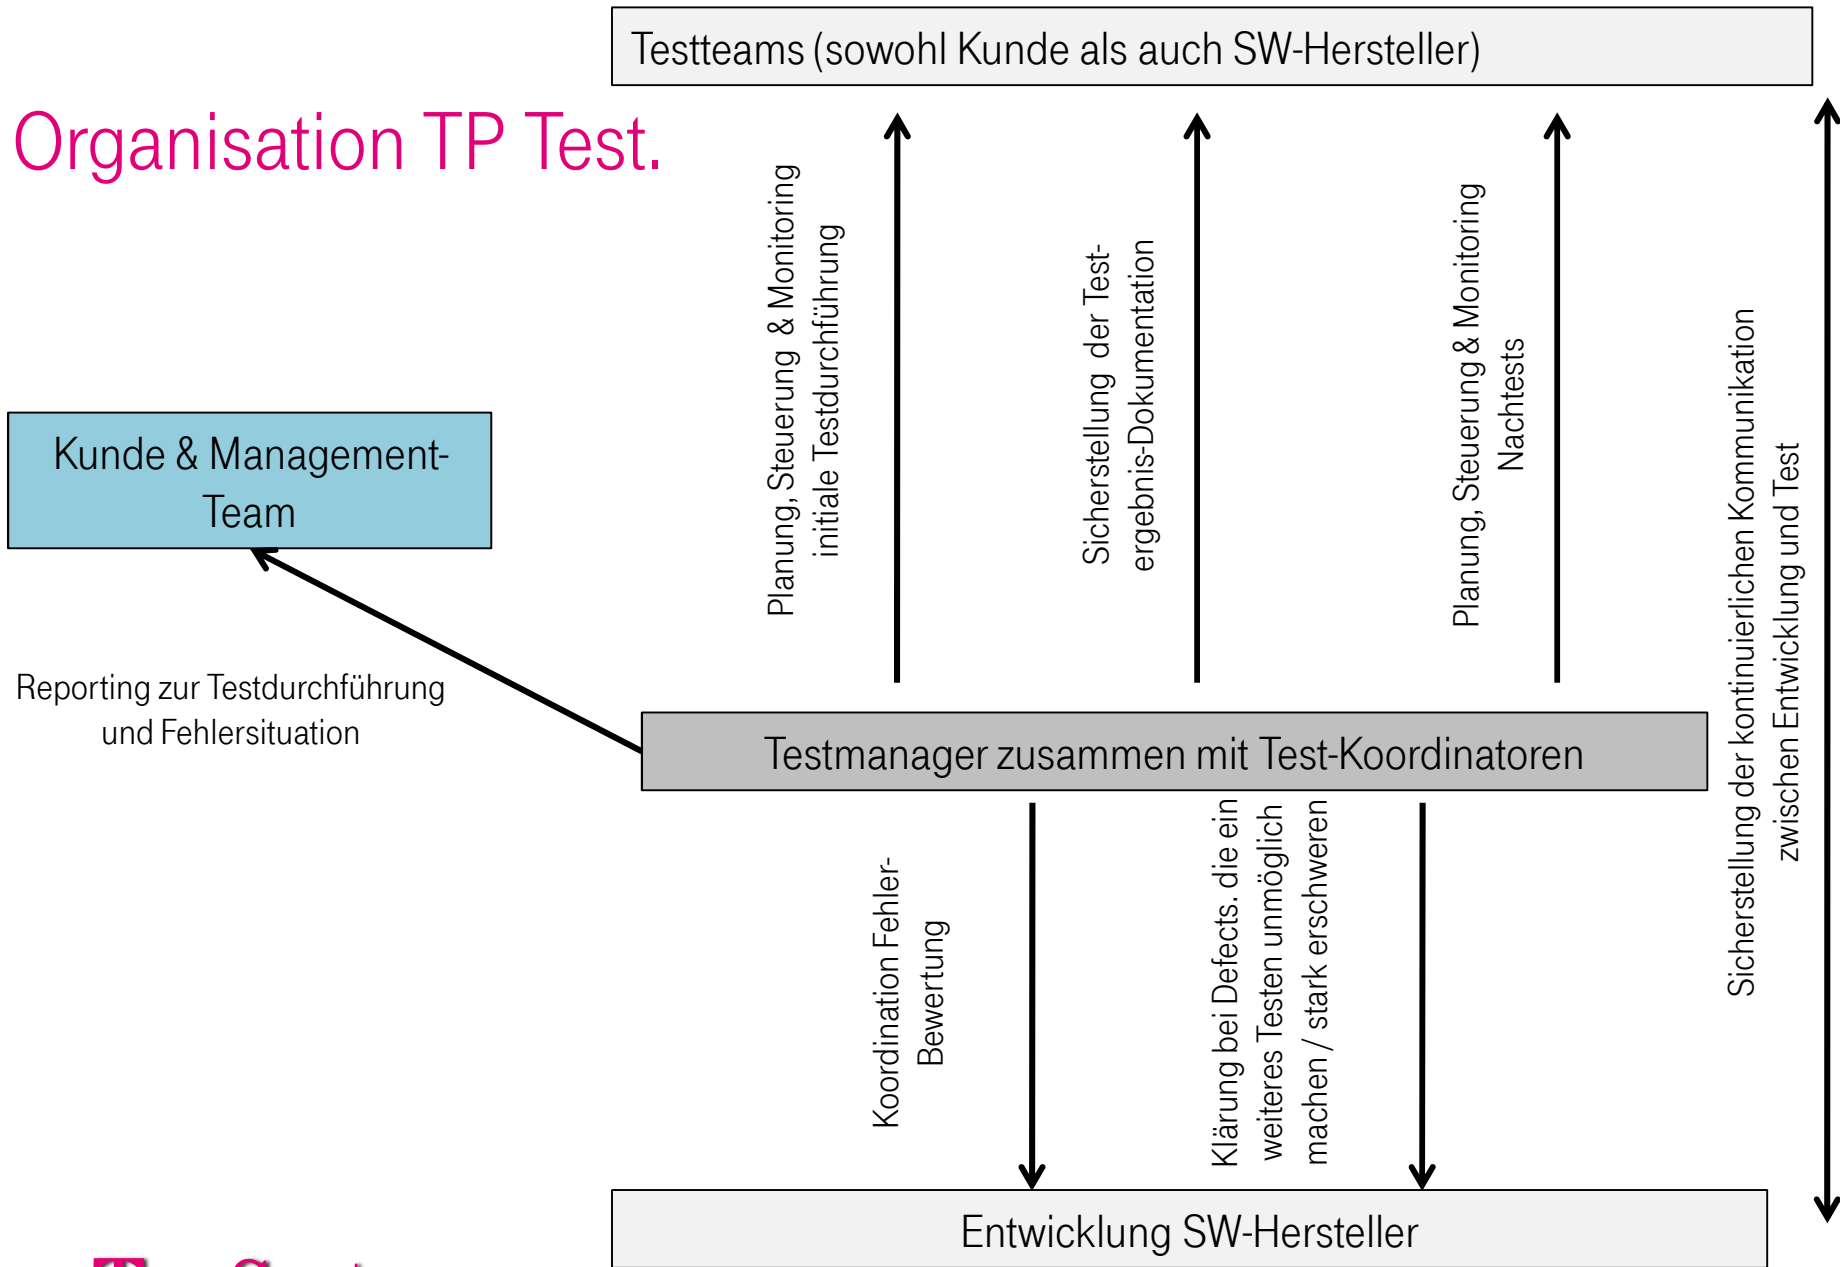 Testteams (sowohl Kunde als auch SW-Hersteller)
Organisation TP Test.
Planung, Steuerung & Monitoring
initiale Testdurchführung
Sicherstellung der Test-
ergebnis-Dokumentation
Planung, Steuerung & Monitoring
Nachtests
Sicherstellung der kontinuierlichen Kommunikation
zwischen Entwicklung und Test
Kunde & Management-
Team
Reporting zur Testdurchführung
und Fehlersituation
Testmanager zusammen mit Test-Koordinatoren
Koordination Fehler-
Bewertung
Klärung bei Defects. die ein
weiteres Testen unmöglich
machen / stark erschweren
Entwicklung SW-Hersteller